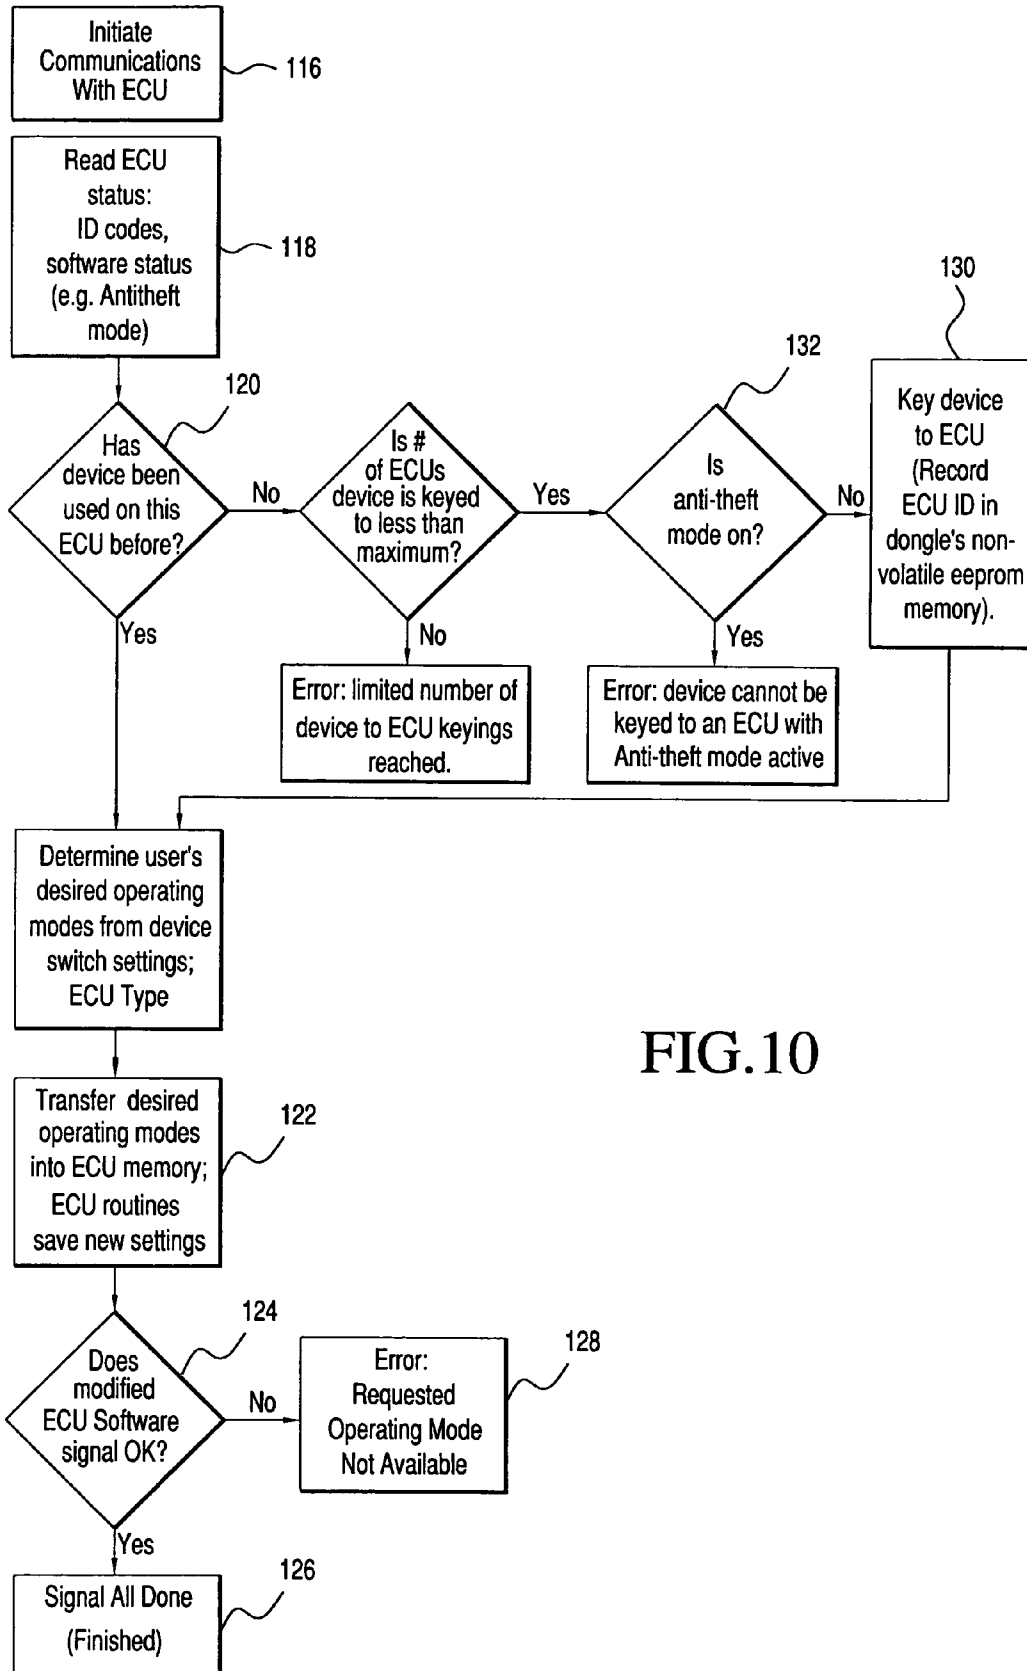 Initiate
Communications
With ECU
116
Read ECU
status:
ID codes,
software status
(e.g. Antitheft
mode)
118
120
Has
device been
used on this
ECU before?
No
Yes
Is #
of ECUs
device is keyed
to less than
maximum?
Yes
No
132
Is
anti-theft
mode on?
No
Yes
130
Key device
to ECU
(Record
ECU ID in
dongle's non-
volatile eeprom
memory).
Error: limited number of
device to ECU keyings
reached.
Error: device cannot be
keyed to an ECU with
Anti-theft mode active
Determine user's
desired operating
modes from device
switch settings;
ECU Type
FIG.10
Transfer desired
operating modes
into ECU memory;
ECU routines
save new settings
122
124
Does
modified
ECU Software
signal OK?
No
Yes
Error:
Requested
Operating Mode
Not Available
128
Signal All Done
(Finished)
126